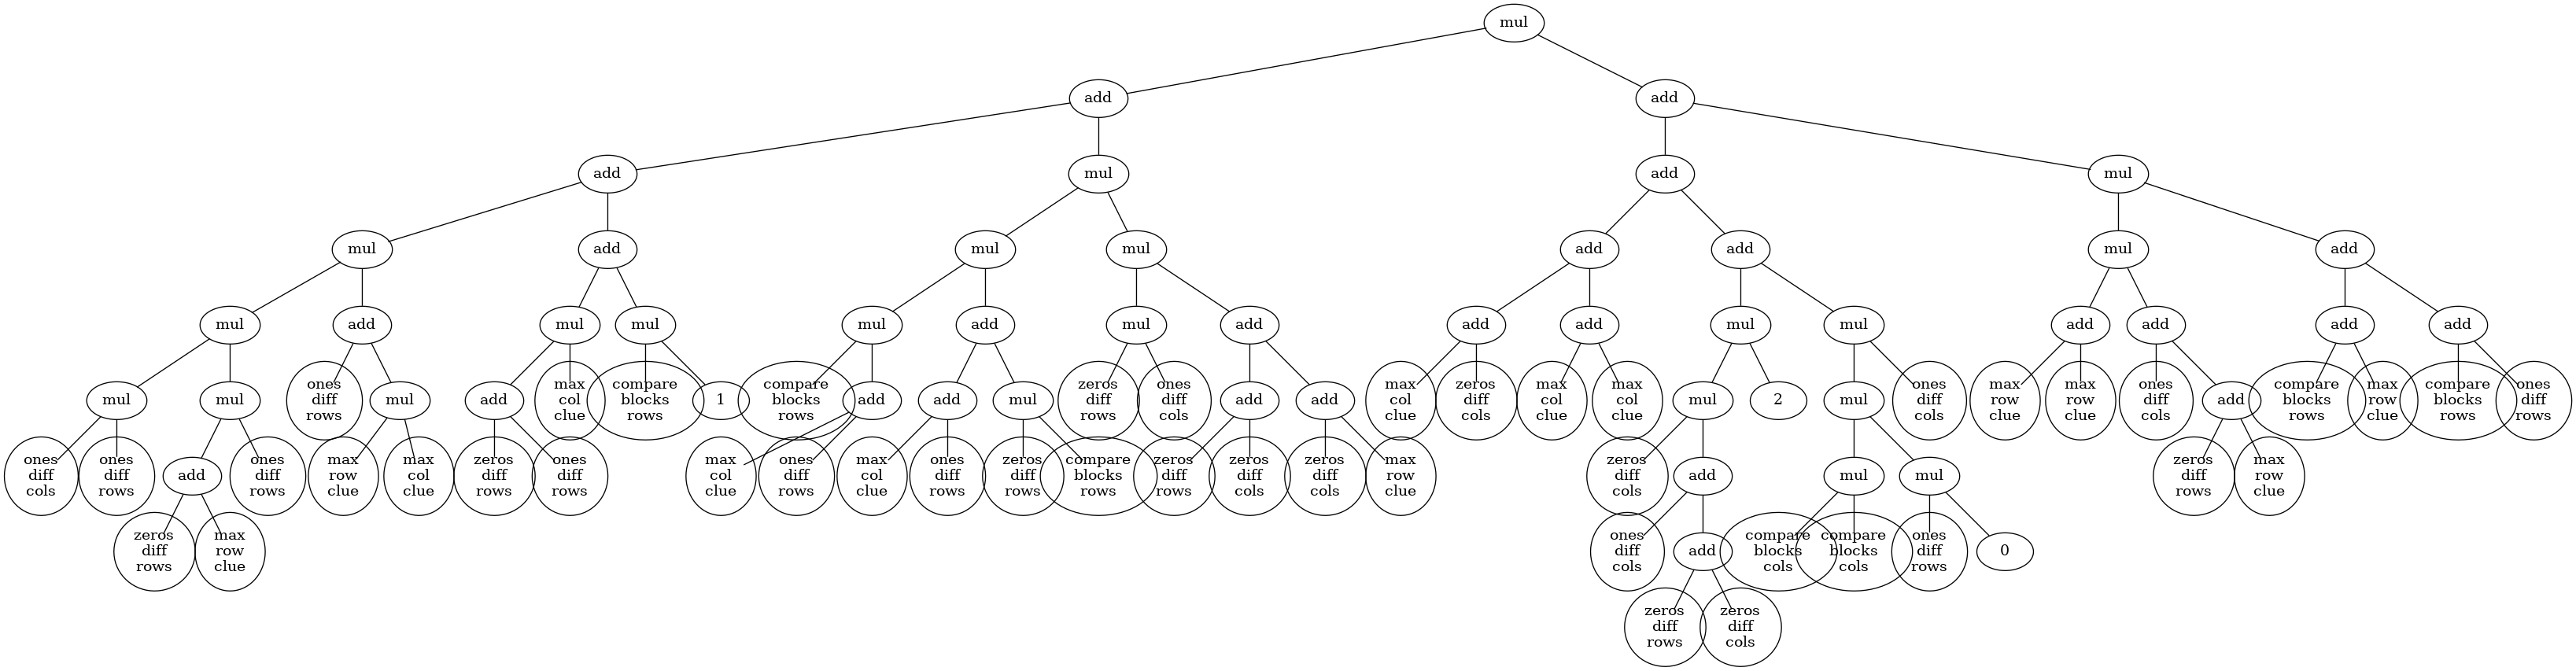 mul
add add
add mul add mul
mul add mul mul add add mul add
mul add mul mul mul add mul add add add mul mul add add add add
ones max compare compare zeros ones max zeros max max ones max max ones compare max compare ones
mul mul diff mul add col blocks 1 blocks add add mul diff diff add add col diff col col mul 2 mul diff row row diff add blocks row blocks diff
rows clue rows rows rows cols clue cols clue clue cols clue clue cols rows clue rows rows
ones ones ones max max zeros ones max ones max ones zeros compare zeros zeros zeros max zeros zeros max
diff diff add diff row col diff diff col diff col diff diff blocks diff diff diff row diff add mul mul diff row
cols rows rows clue clue rows rows clue rows clue rows rows rows rows cols cols clue cols rows clue
zeros max ones compare compare ones
diff row diff add blocks blocks diff 0
rows clue cols cols cols rows
zeros zeros
diff diff
rows cols